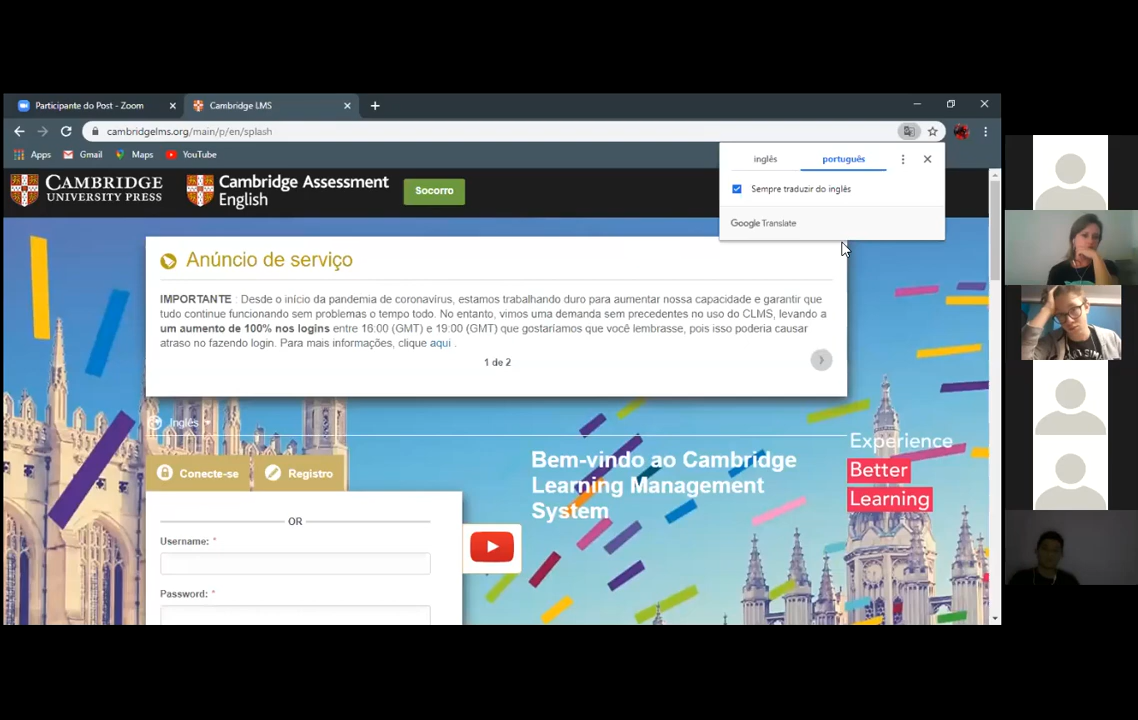 Participante do Post - Zoom
Cambridge LMS
cambridgelms.org/main/p/en/splash
Apps Gmail Maps YouTube
inglês português
Sempre traduzir do inglês
Google Translate
CAMBRIDGE
UNIVERSITY PRESS
Cambridge Assessment
English
Socorro
Anúncio de serviço
IMPORTANTE : Desde o início da pandemia de coronavírus, estamos trabalhando duro para aumentar nossa capacidade e garantir que
tudo continue funcionando sem problemas o tempo todo. No entanto, vimos uma demanda sem precedentes no uso do CLMS, levando a
um aumento de 100% nos logins entre 16:00 (GMT) e 19:00 (GMT) que gostaríamos que você lembrasse, pois isso poderia causar
atraso no fazendo login. Para mais informações, clique aqui .
1 de 2
Inglês
Experience
Better
Learning
Conecte-se Registro
Bem-vindo ao Cambridge
Learning Management
System
OR
Username: *
Password: *